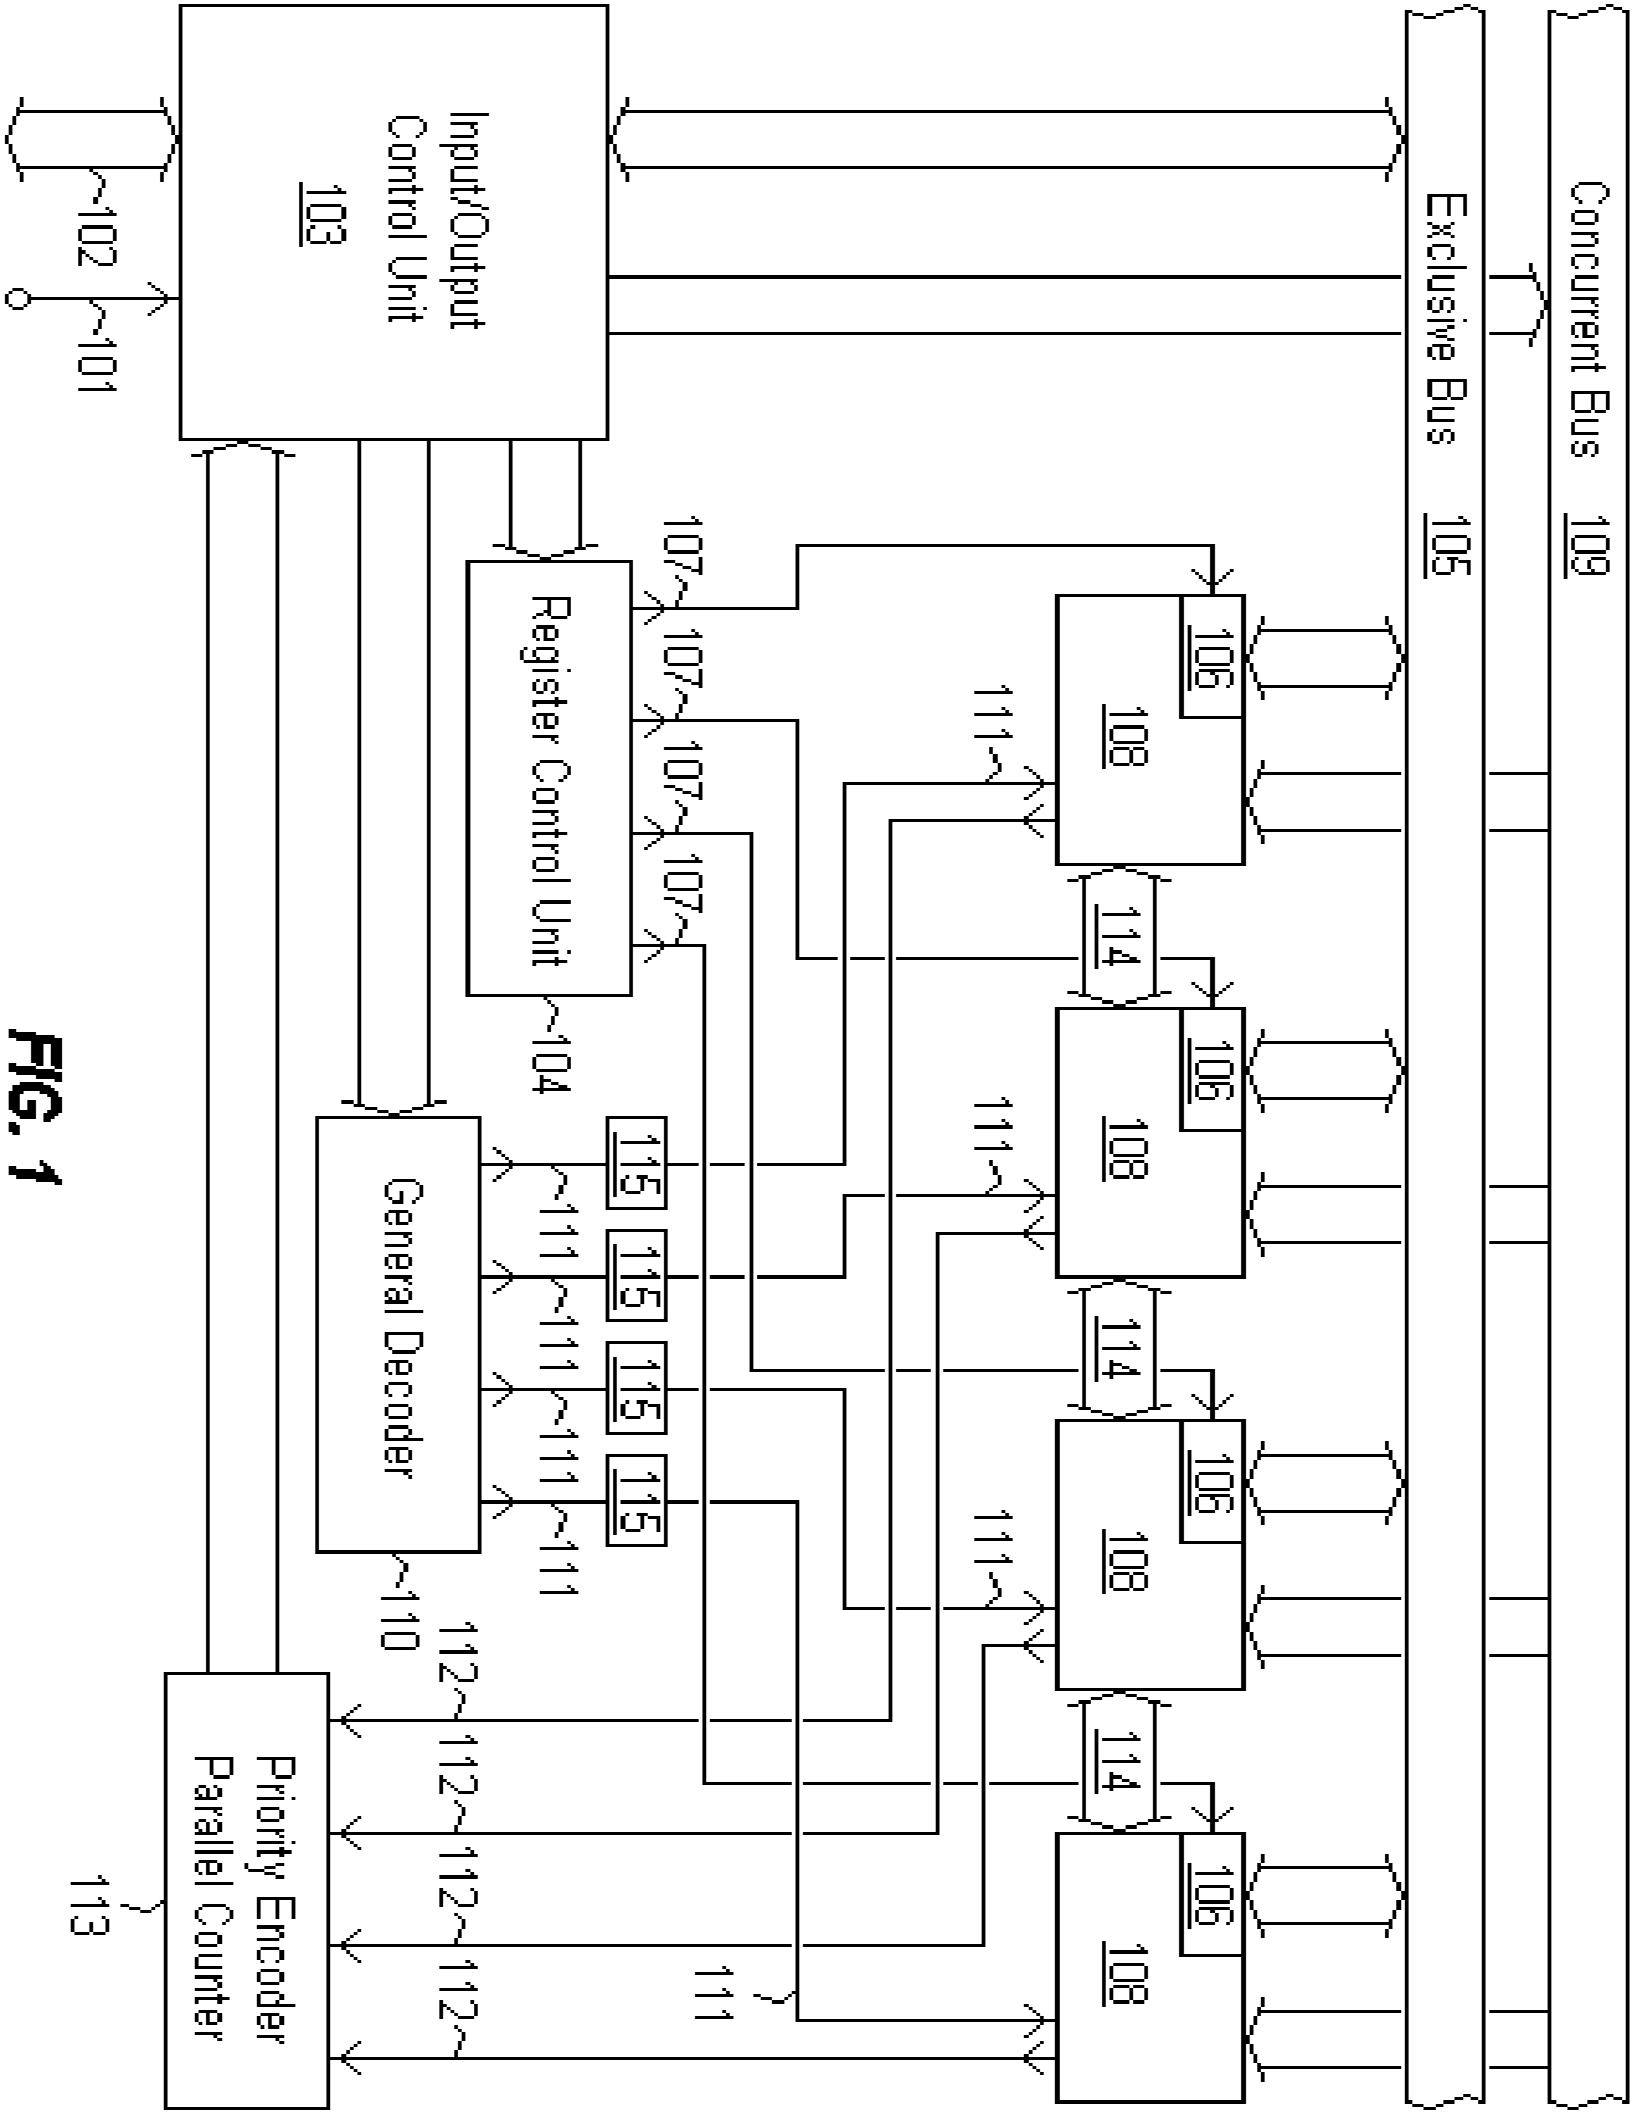 Concurrent Bus 109
Exclusive Bus 105
106 106 106 106
108 108 108 108
114 114 114
111 111 111
111
107 107 107 107
115 115 115 115
Register Control Unit
104
111 111 111 111
Input/Output
Control Unit
103
112 112 112 112
General Decoder
110
Priority Encoder
Parallel Counter
113
102
101
FIG. 1